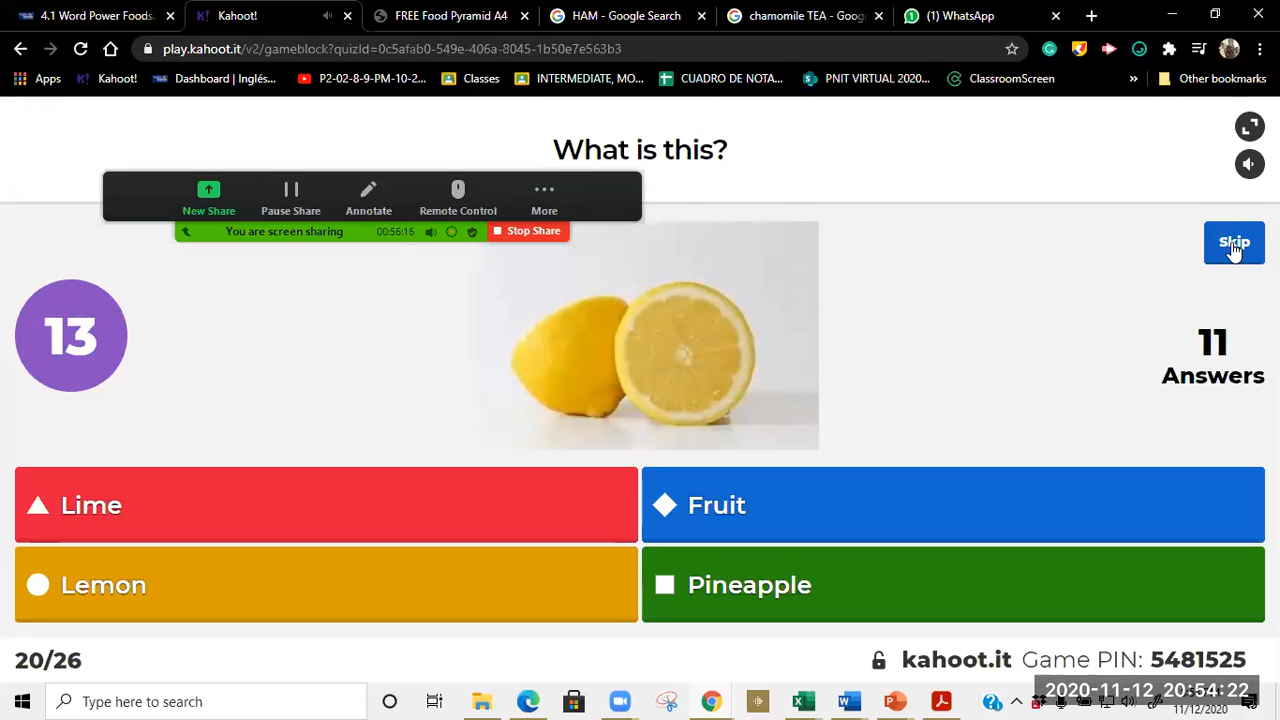 4.1 Word Power Foods.
Kahoot!
FREE Food Pyramid A4
HAM - Google Search
chamomile TEA - Goog
(1) WhatsApp
play.kahoot.it/v2/gameblock?quizId=0c5afab0-549e-406a-8045-1b50e7e563b3
Apps
Kahoot!
Dashboard | Inglés...
P2-02-8-9-PM-10-2...
Classes
INTERMEDIATE, MO...
CUADRO DE NOTA...
PNIT VIRTUAL 2020...
ClassroomScreen
»
Other bookmarks
What is this?
New Share
Pause Share
Annotate
Remote Control
More
You are screen sharing
00:56:16
Stop Share
Skip
13
11
Answers
Lime
Fruit
Lemon
Pineapple
20/26
kahoot.it Game PIN: 5481525
Type here to search
2020-11-12 20:54:22
11/12/2020